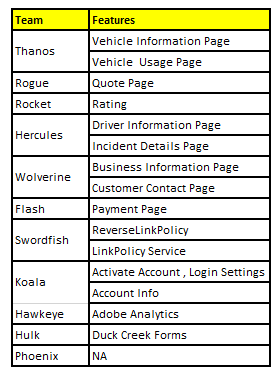 Team Features
Thanos Vehicle Information Page
Vehicle Usage Page
Rogue Quote Page
Rocket Rating
Hercules Driver Information Page
Incident Details Page
Wolverine Business Information Page
Customer Contact Page
Flash Payment Page
Swordfish ReverseLinkPolicy
LinkPolicy Service
Koala Activate Account , Login Settings
Account Info
Hawkeye Adobe Analytics
Hulk Duck Creek Forms
Phoenix NA